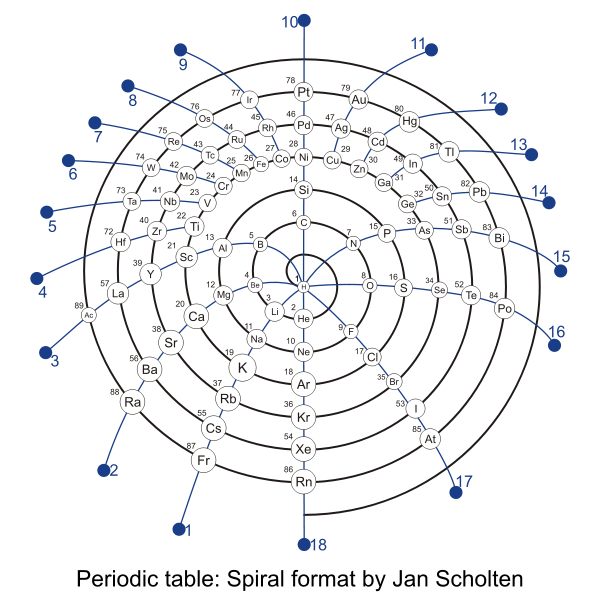 10
9
11
8
12
7
13
6
14
5
15
4
16
3
17
2
1
18
78 Pt
79 Au
80 Hg
81 Tl
82 Pb
83 Bi
84 Po
85 At
86 Rn
77 Ir
76 Os
75 Re
74 W
73 Ta
72 Hf
57 La
89 Ac
56 Ba
88 Ra
55 Cs
87 Fr
46 Pd
47 Ag
48 Cd
49 In
50 Sn
51 Sb
52 Te
53 I
54 Xe
45 Rh
44 Ru
43 Tc
42 Mo
41 Nb
40 Zr
39 Y
38 Sr
37 Rb
28 Ni
29 Cu
30 Zn
31 Ga
32 Ge
33 As
34 Se
35 Br
36 Kr
27 Co
26 Fe
25 Mn
24 Cr
23 V
22 Ti
21 Sc
20 Ca
19 K
14 Si
15 P
16 S
17 Cl
18 Ar
13 Al
12 Mg
11 Na
6 C
7 N
8 O
9 F
10 Ne
5 B
4 Be
3 Li
2 He
1 H
Periodic table: Spiral format by Jan Scholten